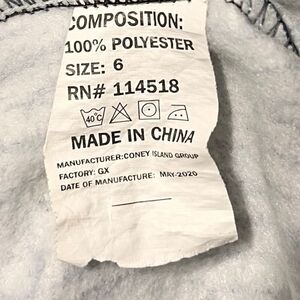 COMPOSITION:
100% POLYESTER
SIZE: 6
RN# 114518
40°C
MADE IN CHINA
MANUFACTURER:CONEY ISLAND GROUP
FACTORY: GX
DATE OF MANUFACTURE: MAY-2020